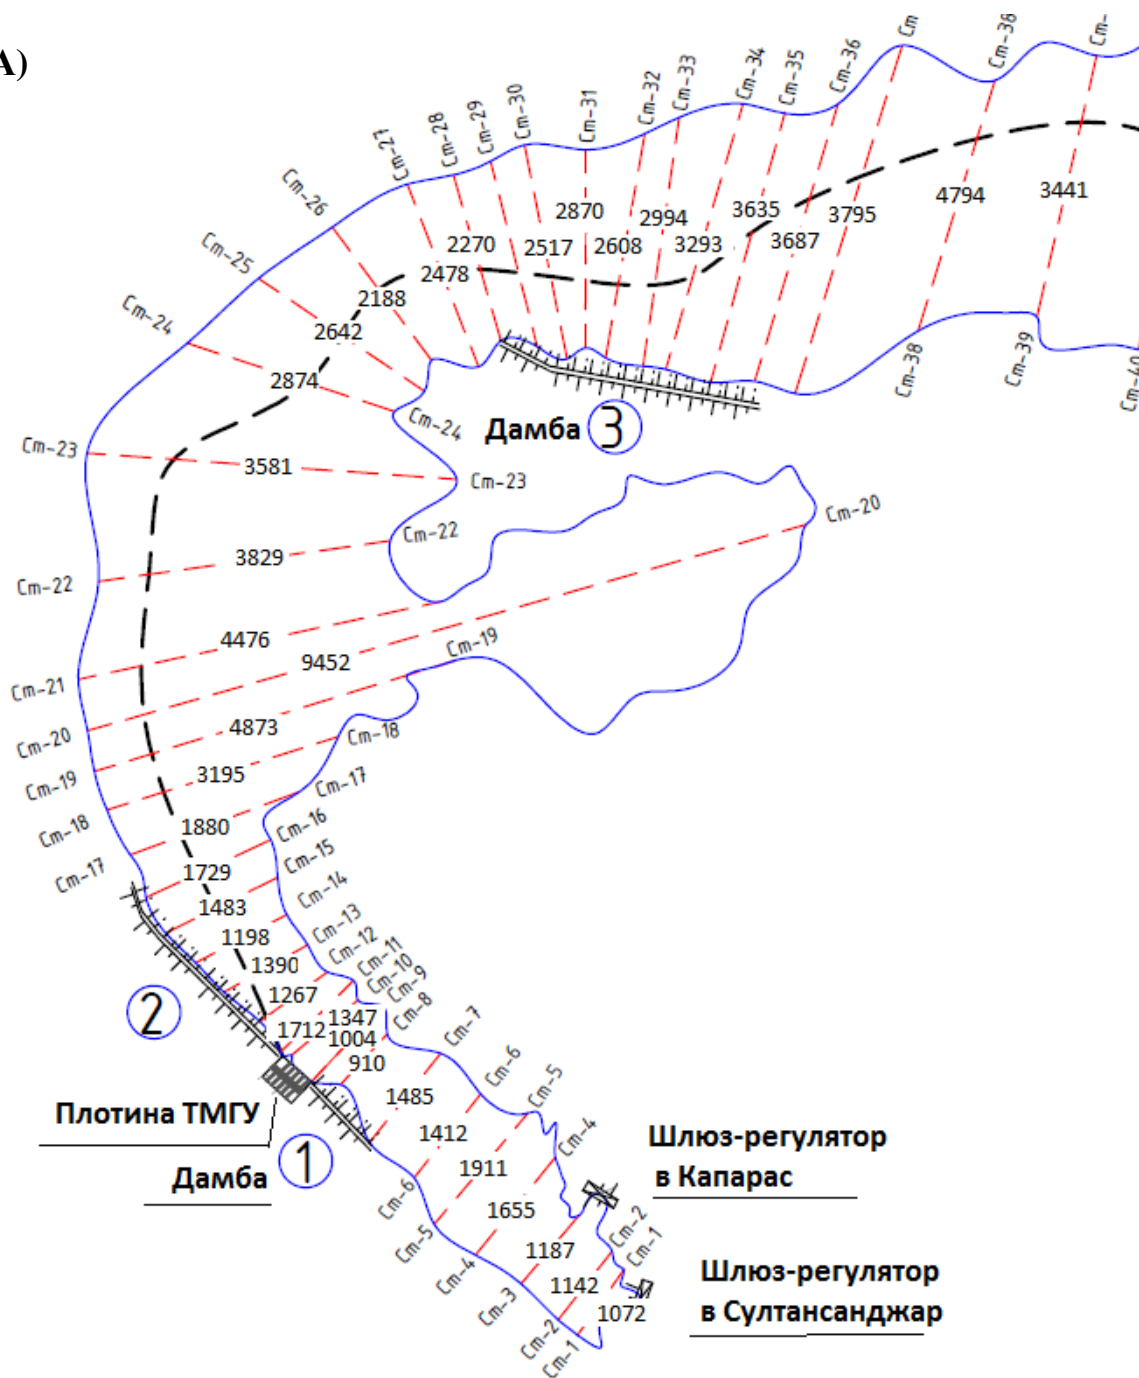 А)
Ст-27
Ст-28
Ст-29
Ст-30
Ст-31
Ст-32
Ст-33
Ст-34
Ст-35
Ст-36
Ст
Ст-38
Ст-
Ст-26
Ст-25
Ст-24
2870
2994
3635
3795
4794
3441
2270
2517
2608
3293
3687
2478
2188
2642
2874
Ст-38
Ст-39
Ст-40
Ст-24
Дамба 3
Ст-23
3581
Ст-23
Ст-20
Ст-22
3829
Ст-22
4476
Ст-19
9452
Ст-21
4873
Ст-20
Ст-18
Ст-19
3195
Ст-17
Ст-18
1880
Ст-16
Ст-17
1729
Ст-15
1483
Ст-14
1198
Ст-13
1390
Ст-12
Ст-11
Ст-10
Ст-9
1267
Ст-8
2
1347
1712
1004
Ст-7
910
Ст-6
1485
Ст-5
Плотина ТМГУ
1412
Ст-4
Шлюз-регулятор
в Капарас
Дамба 1
1911
Ст-6
1655
Ст-5
Ст-2
1187
Ст-1
Ст-4
1142
Шлюз-регулятор
в Султансанджар
Ст-3
1072
Ст-2
Ст-1